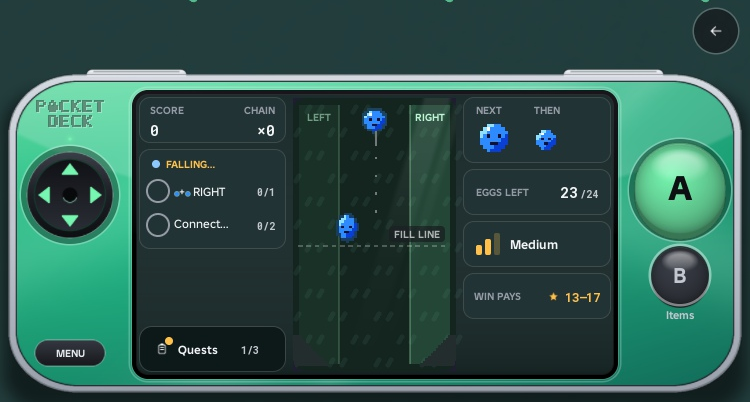 POCKET
DECK
SCORE CHAIN
0 ×0
FALLING...
RIGHT 0/1
Connect... 0/2
Quests 1/3
MENU
LEFT RIGHT
FILL LINE
NEXT THEN
EGGS LEFT 23/24
Medium
WIN PAYS ★ 13–17
A
B
Items